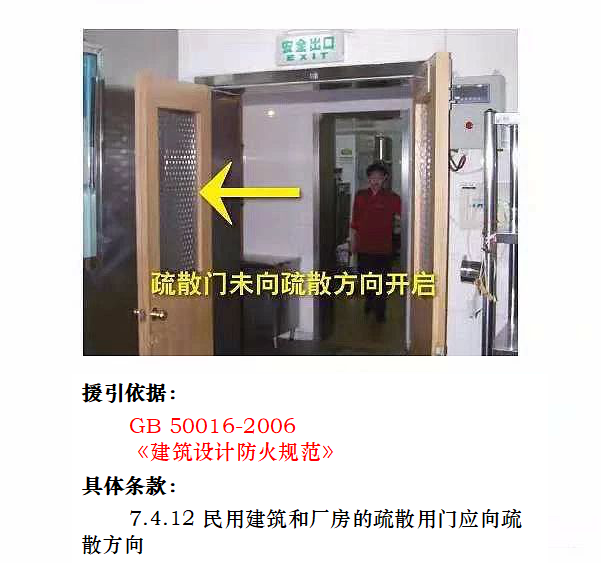 安全出口
EXIT
疏散门未向疏散方向开启
援引依据：
GB 50016-2006
《建筑设计防火规范》
具体条款：
7.4.12 民用建筑和厂房的疏散用门应向疏
散方向